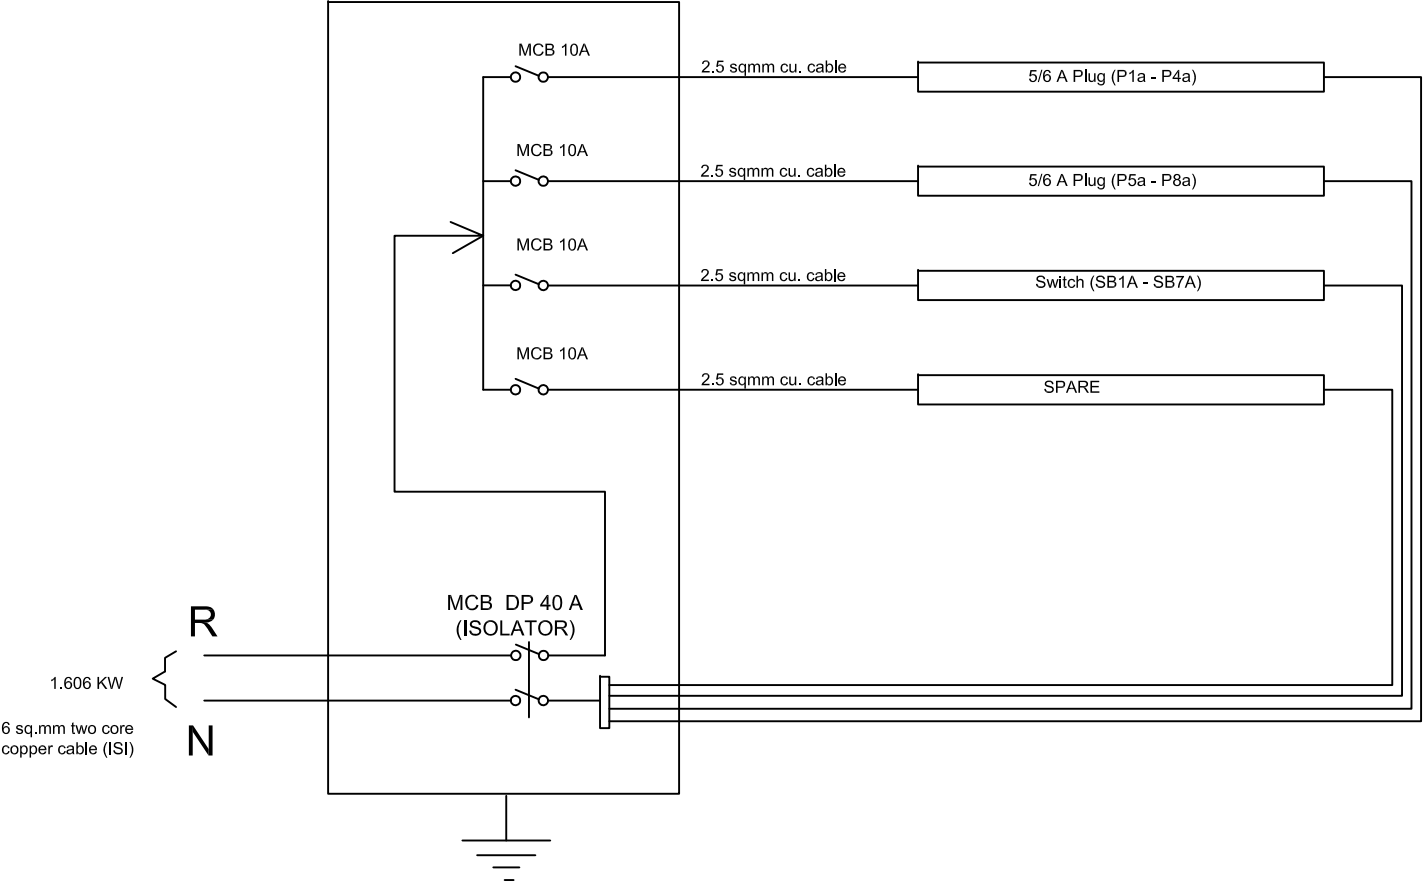 MCB 10A
2.5 sqmm cu. cable
5/6 A Plug (P1a - P4a)
MCB 10A
2.5 sqmm cu. cable
5/6 A Plug (P5a - P8a)
MCB 10A
2.5 sqmm cu. cable
Switch (SB1A - SB7A)
MCB 10A
2.5 sqmm cu. cable
SPARE
MCB DP 40 A
(ISOLATOR)
R
1.606 KW
N
6 sq.mm two core
copper cable (ISI)